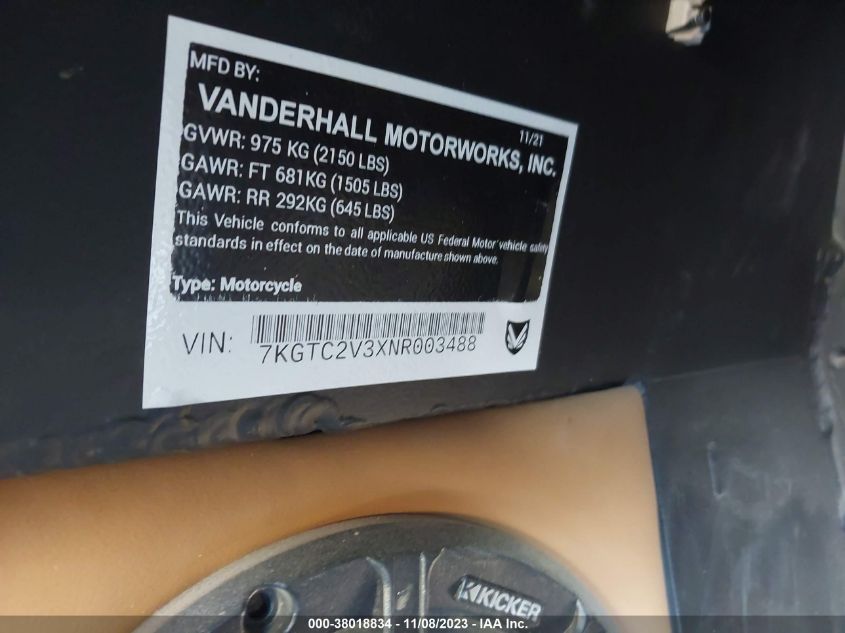 MFD BY:
11/21
VANDERHALL MOTORWORKS, INC.
GVWR: 975 KG (2150 LBS)
GAWR: FT 681KG (1505 LBS)
GAWR: RR 292KG (645 LBS)
This Vehicle conforms to all applicable US Federal Motor vehicle safety
standards in effect on the date of manufacture shown above.
Type: Motorcycle
VIN: 7KGTC2V3XNR003488
KICKER
000-38018834 - 11/08/2023 - IAA Inc.